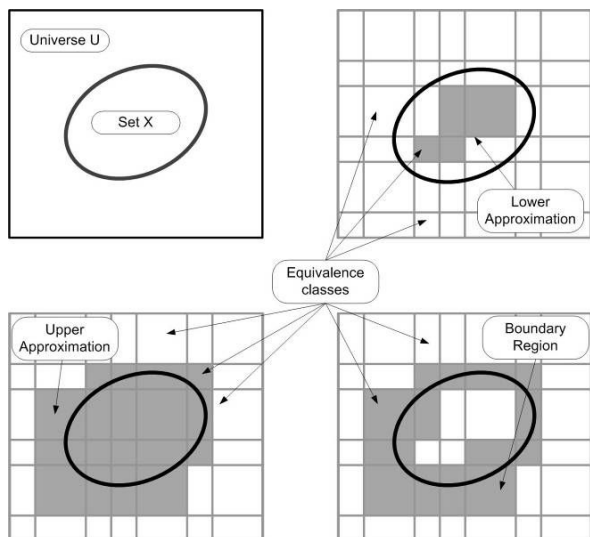 Universe U
Set X
Lower
Approximation
Equivalence
classes
Upper
Approximation
Boundary
Region